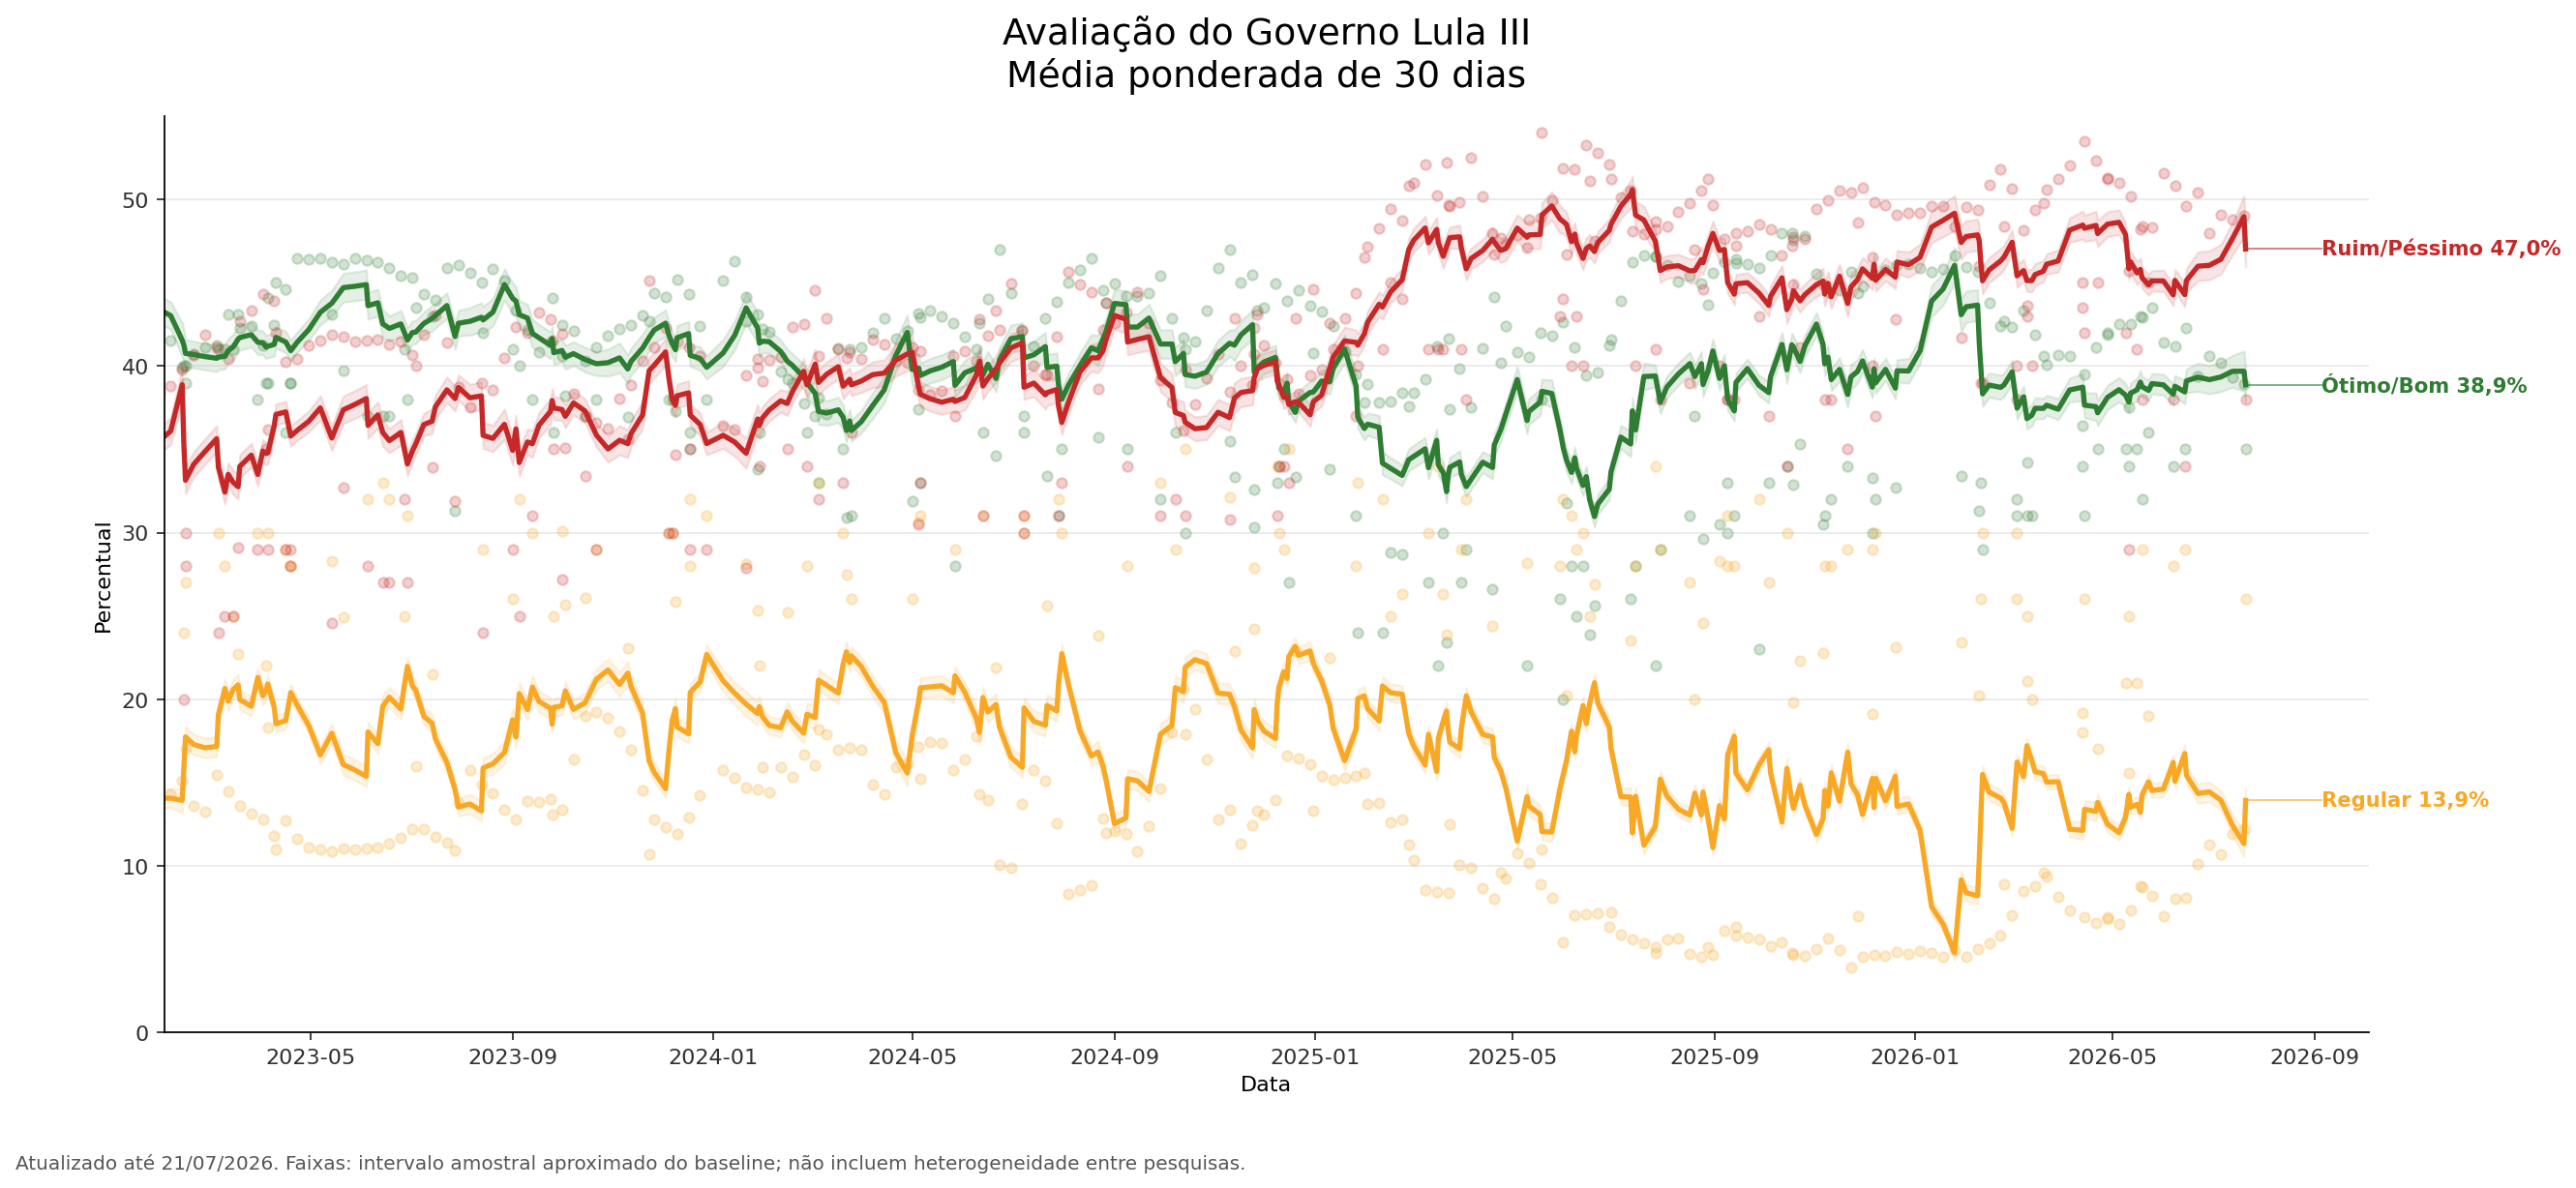 Avaliação do Governo Lula III
Média ponderada de 30 dias
Percentual
50
40
30
20
10
0
Ruim/Péssimo 47,0%
Ótimo/Bom 38,9%
Regular 13,9%
2023-05
2023-09
2024-01
2024-05
2024-09
2025-01
2025-05
2025-09
2026-01
2026-05
2026-09
Data
Atualizado até 21/07/2026. Faixas: intervalo amostral aproximado do baseline; não incluem heterogeneidade entre pesquisas.